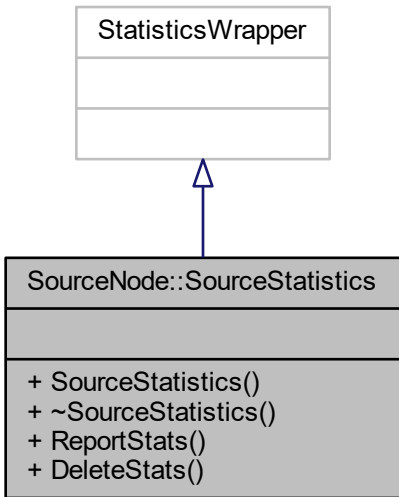 StatisticsWrapper
SourceNode::SourceStatistics
+ SourceStatistics()
+ ~SourceStatistics()
+ ReportStats()
+ DeleteStats()